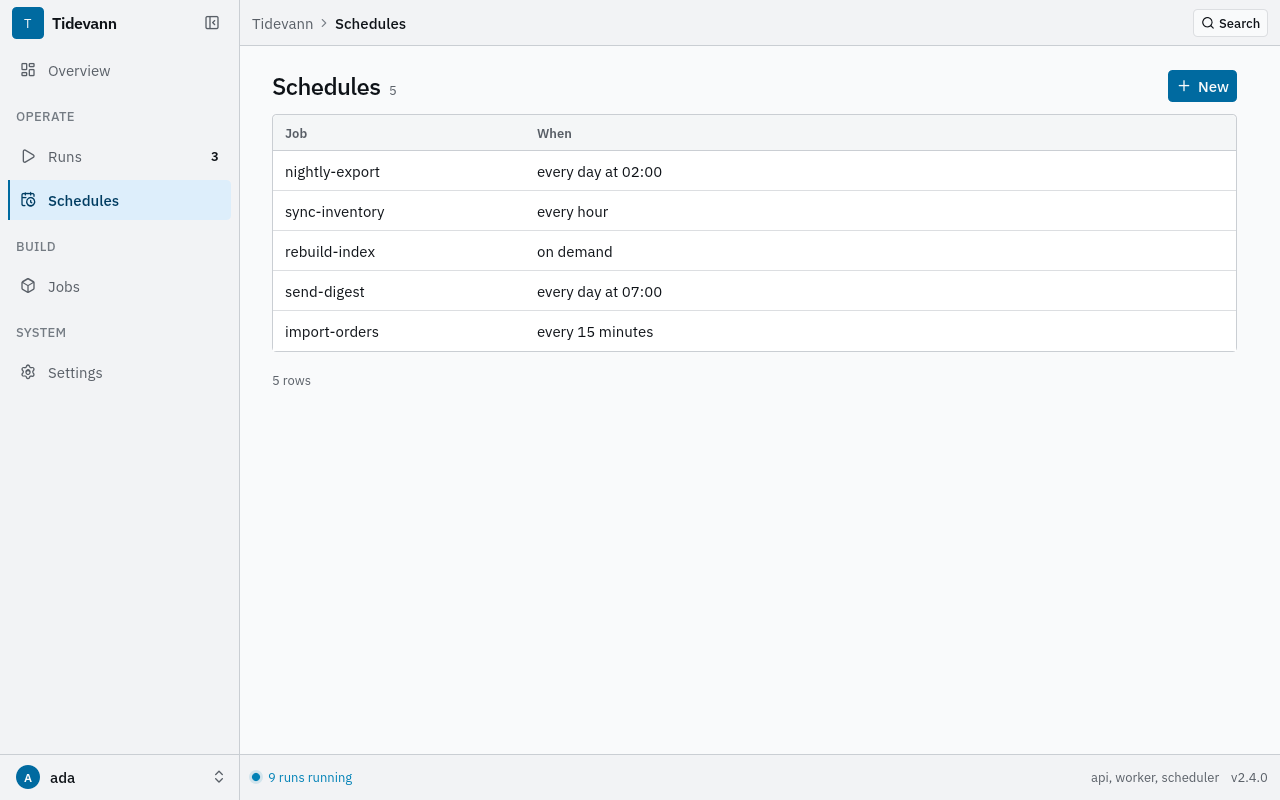 T Tidevann
Overview
OPERATE
Runs 3
Schedules
BUILD
Jobs
SYSTEM
Settings
A ada
Tidevann Schedules
Search
Schedules 5
New
Job When
nightly-export every day at 02:00
sync-inventory every hour
rebuild-index on demand
send-digest every day at 07:00
import-orders every 15 minutes
5 rows
9 runs running
api, worker, scheduler v2.4.0